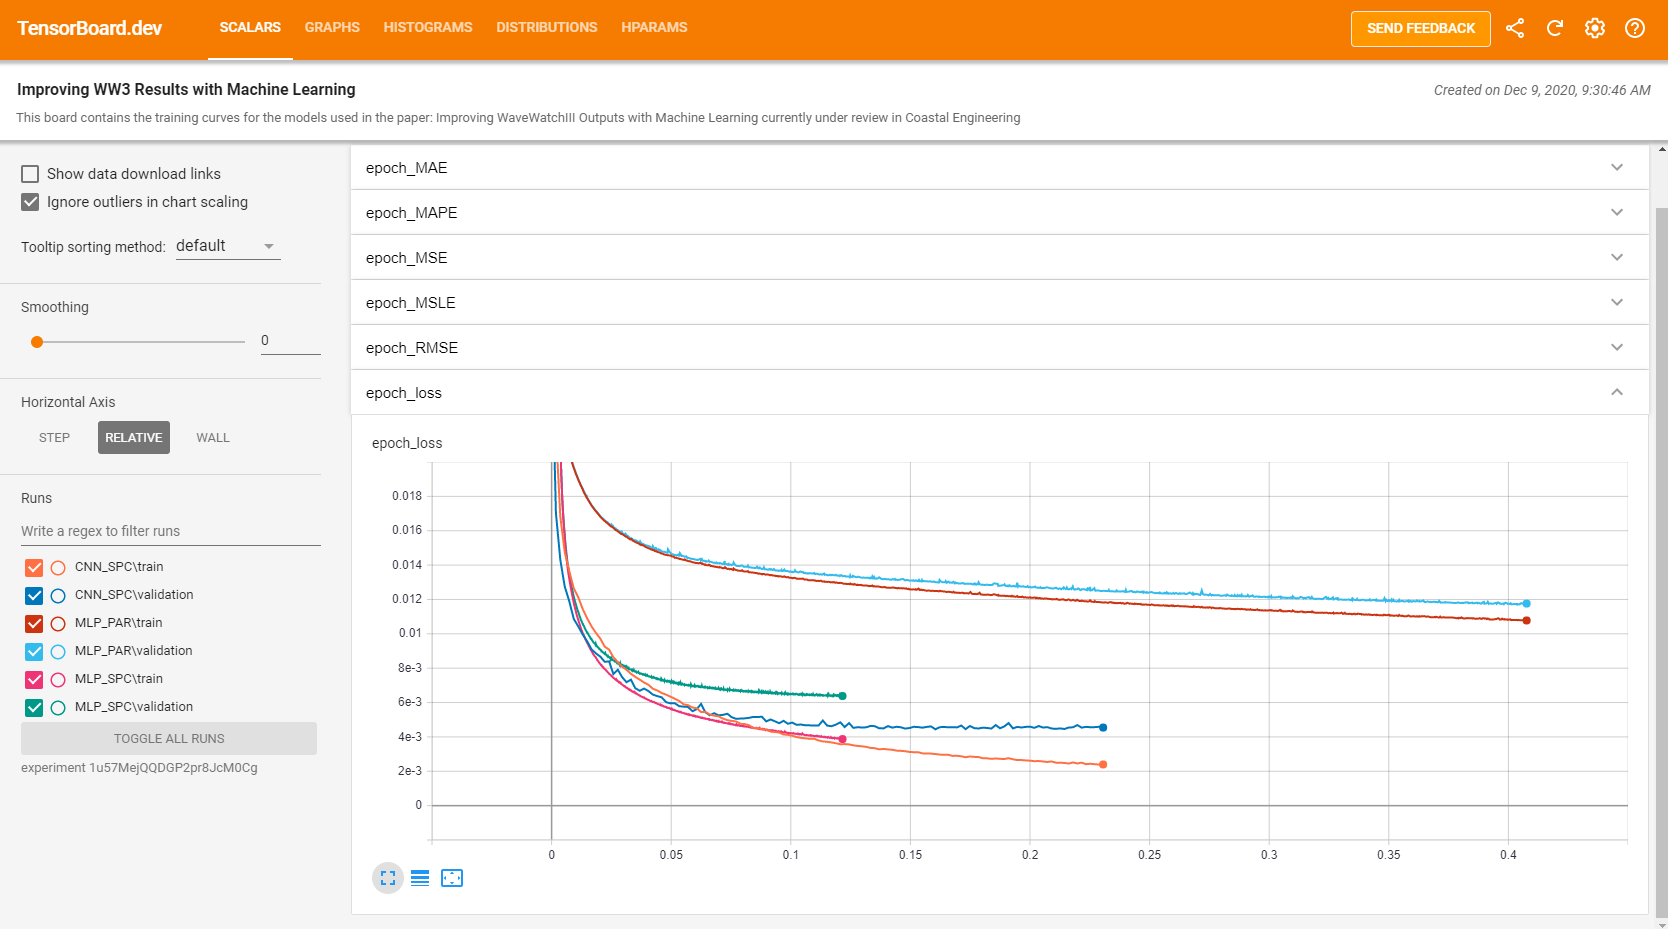 TensorBoard.dev SCALARS GRAPHS HISTOGRAMS DISTRIBUTIONS HPARAMS SEND FEEDBACK
Improving WW3 Results with Machine Learning
Created on Dec 9, 2020, 9:30:46 AM
This board contains the training curves for the models used in the paper: Improving WaveWatchIII Outputs with Machine Learning currently under review in Coastal Engineering
Show data download links
Ignore outliers in chart scaling
Tooltip sorting method: default
Smoothing
0
Horizontal Axis
STEP RELATIVE WALL
Runs
Write a regex to filter runs
CNN_SPC\train
CNN_SPC\validation
MLP_PAR\train
MLP_PAR\validation
MLP_SPC\train
MLP_SPC\validation
TOGGLE ALL RUNS
experiment 1u57MejQQDGP2pr8JcM0Cg
epoch_MAE
epoch_MAPE
epoch_MSE
epoch_MSLE
epoch_RMSE
epoch_loss
epoch_loss
0.018
0.016
0.014
0.012
0.01
8e-3
6e-3
4e-3
2e-3
0
0 0.05 0.1 0.15 0.2 0.25 0.3 0.35 0.4